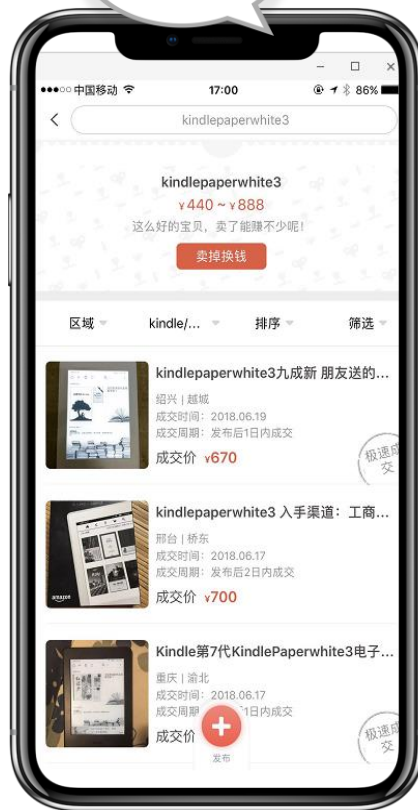 中国移动 17:00 86%
kindlepaperwhite3
kindlepaperwhite3
¥440 ~ ¥888
这么好的宝贝，卖了能赚不少呢！
卖掉换钱
区域 kindle/... 排序 筛选
kindlepaperwhite3九成新 朋友送的...
绍兴 | 越城
成交时间：2018.06.19
成交周期：发布后1日内成交
成交价 ¥670
极速成交
kindlepaperwhite3 入手渠道：工商...
邢台 | 桥东
成交时间：2018.06.17
成交周期：发布后2日内成交
成交价 ¥700
amazon
Kindle第7代KindlePaperwhite3电子...
重庆 | 渝北
成交时间：2018.06.17
成交周期 1日内成交
成交价
极速成交
发布